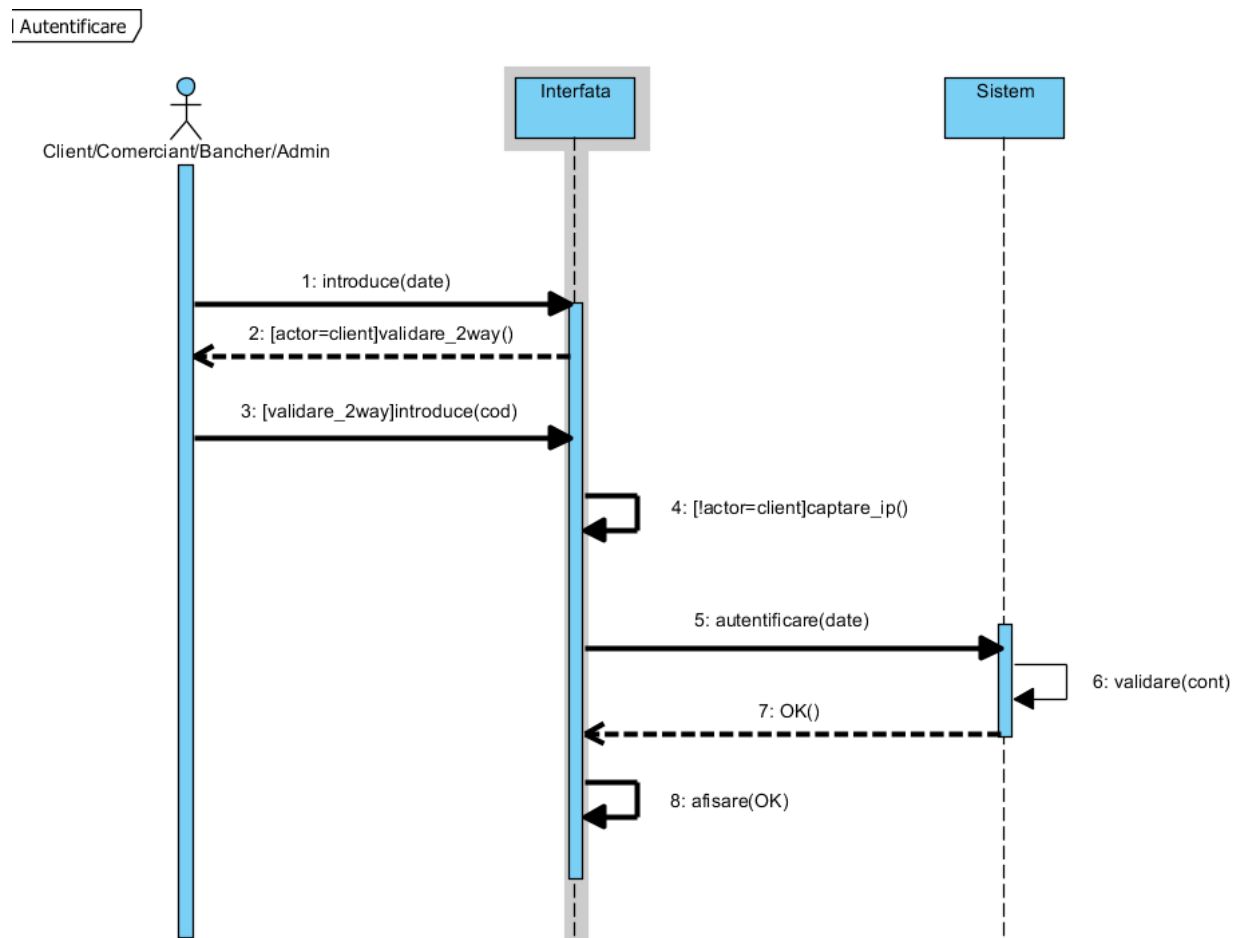 Autentificare
Interfata
Sistem
Client/Comerciant/Bancher/Admin
1: introduce(date)
2: [actor=client]validare_2way()
3: [validare_2way]introduce(cod)
4: [!actor=client]captare_ip()
5: autentificare(date)
6: validare(cont)
7: OK()
8: afisare(OK)